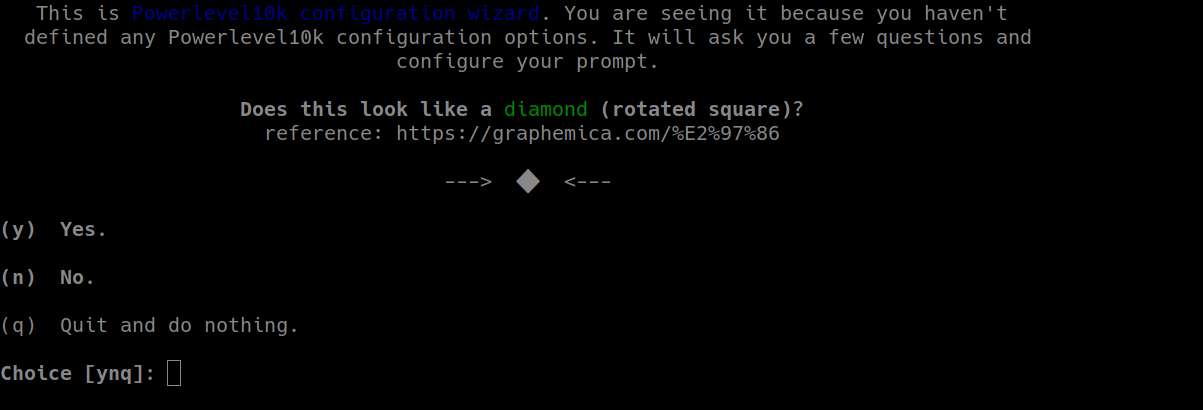 This is Powerlevel10k configuration wizard. You are seeing it because you haven't
defined any Powerlevel10k configuration options. It will ask you a few questions and
configure your prompt.
Does this look like a diamond (rotated square)?
reference: https://graphemica.com/%E2%97%86
---> ◆ <---
(y) Yes.
(n) No.
(q) Quit and do nothing.
Choice [ynq]: